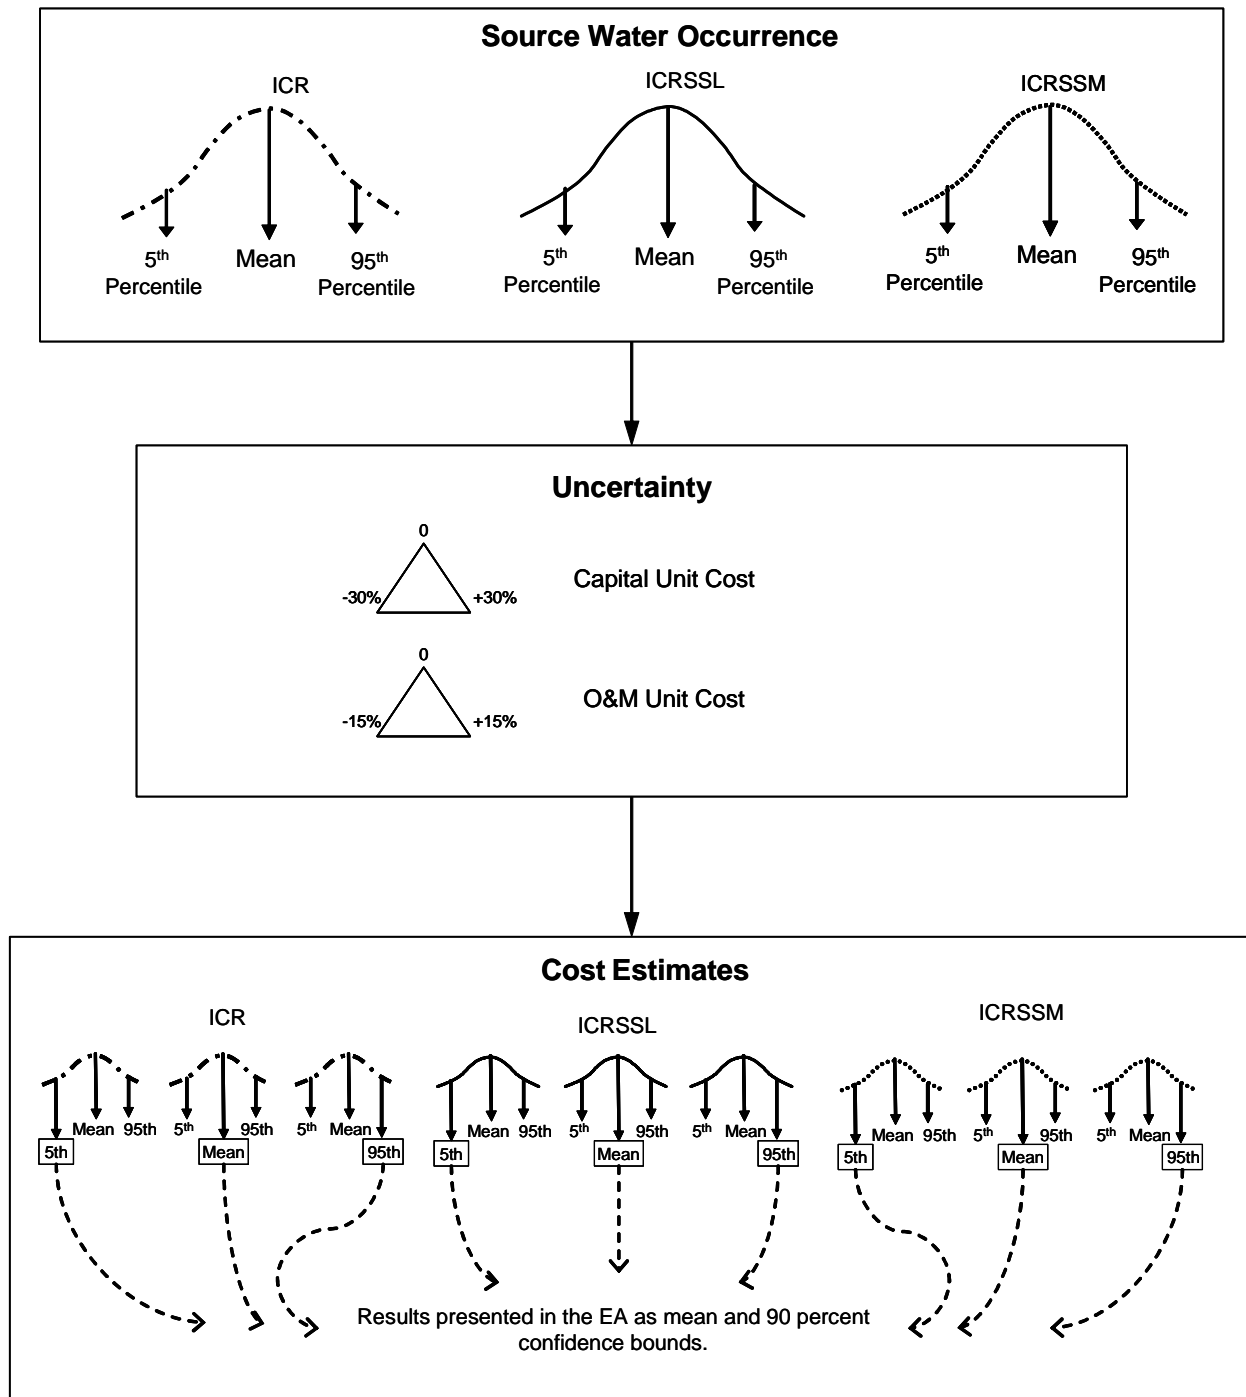 Source Water Occurrence
ICR
ICRSSL
ICRSSM
5th
Percentile
Mean
95th
Percentile
5th
Percentile
Mean
95th
Percentile
5th
Percentile
Mean
95th
Percentile
Uncertainty
0
-30%
+30%
Capital Unit Cost
0
-15%
+15%
O&M Unit Cost
Cost Estimates
ICR
ICRSSL
ICRSSM
5th
Mean
95th
5th
Mean
95th
5th
Mean
95th
5th
Mean
95th
5th
Mean
95th
5th
Mean
95th
5th
Mean
95th
5th
Mean
95th
5th
Mean
95th
Results presented in the EA as mean and 90 percent
confidence bounds.